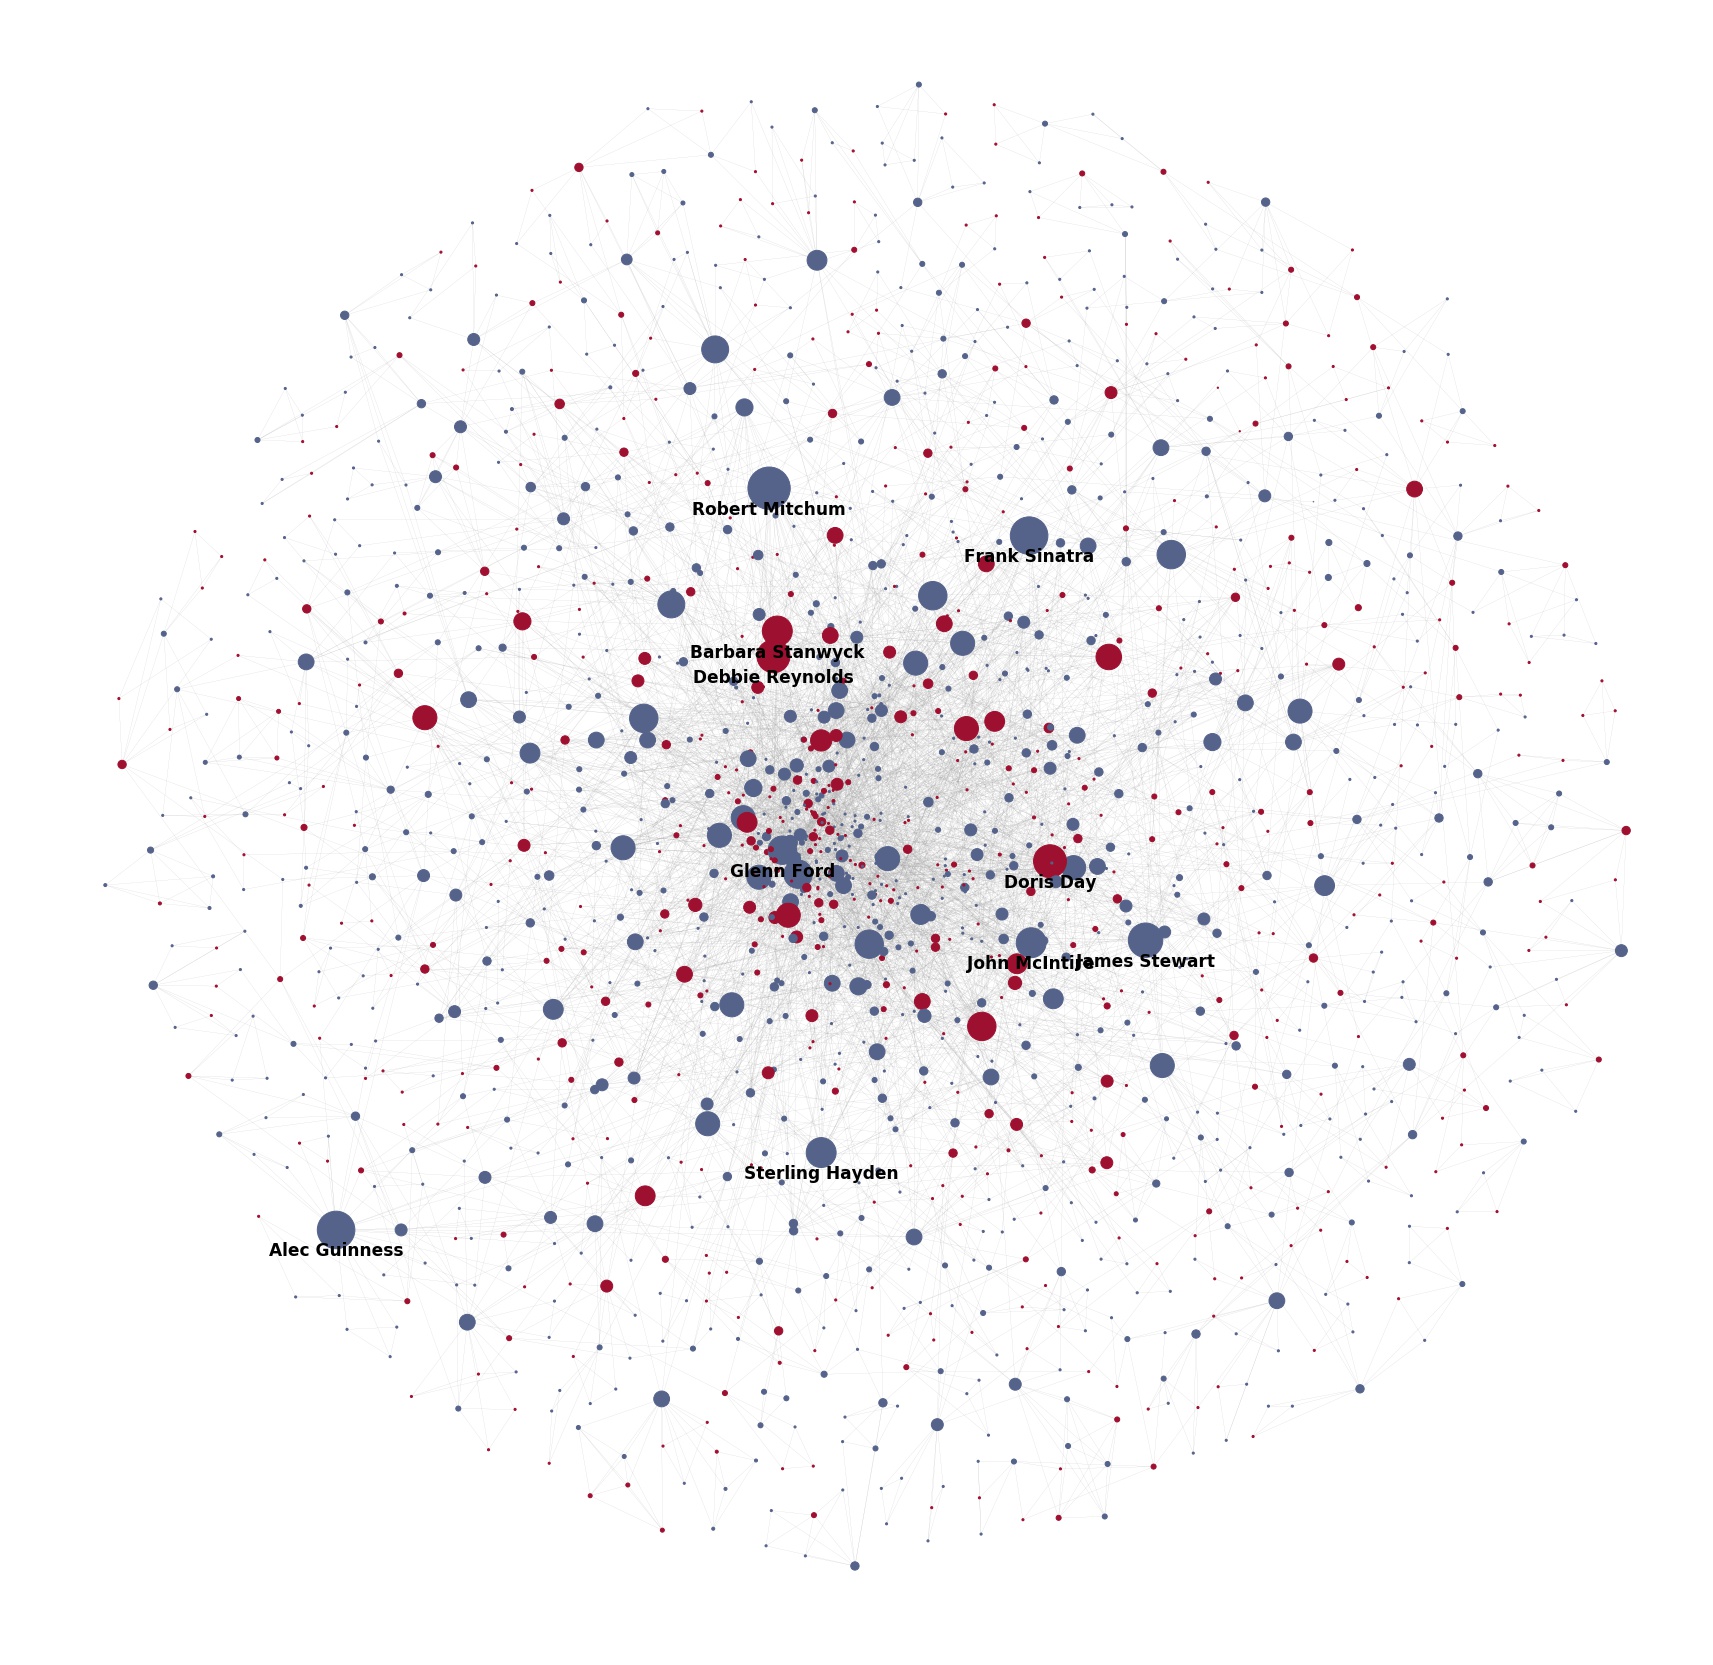 Robert Mitchum
Frank Sinatra
Barbara Stanwyck
Debbie Reynolds
Glenn Ford
Doris Day
John McIntire
James Stewart
Sterling Hayden
Alec Guinness